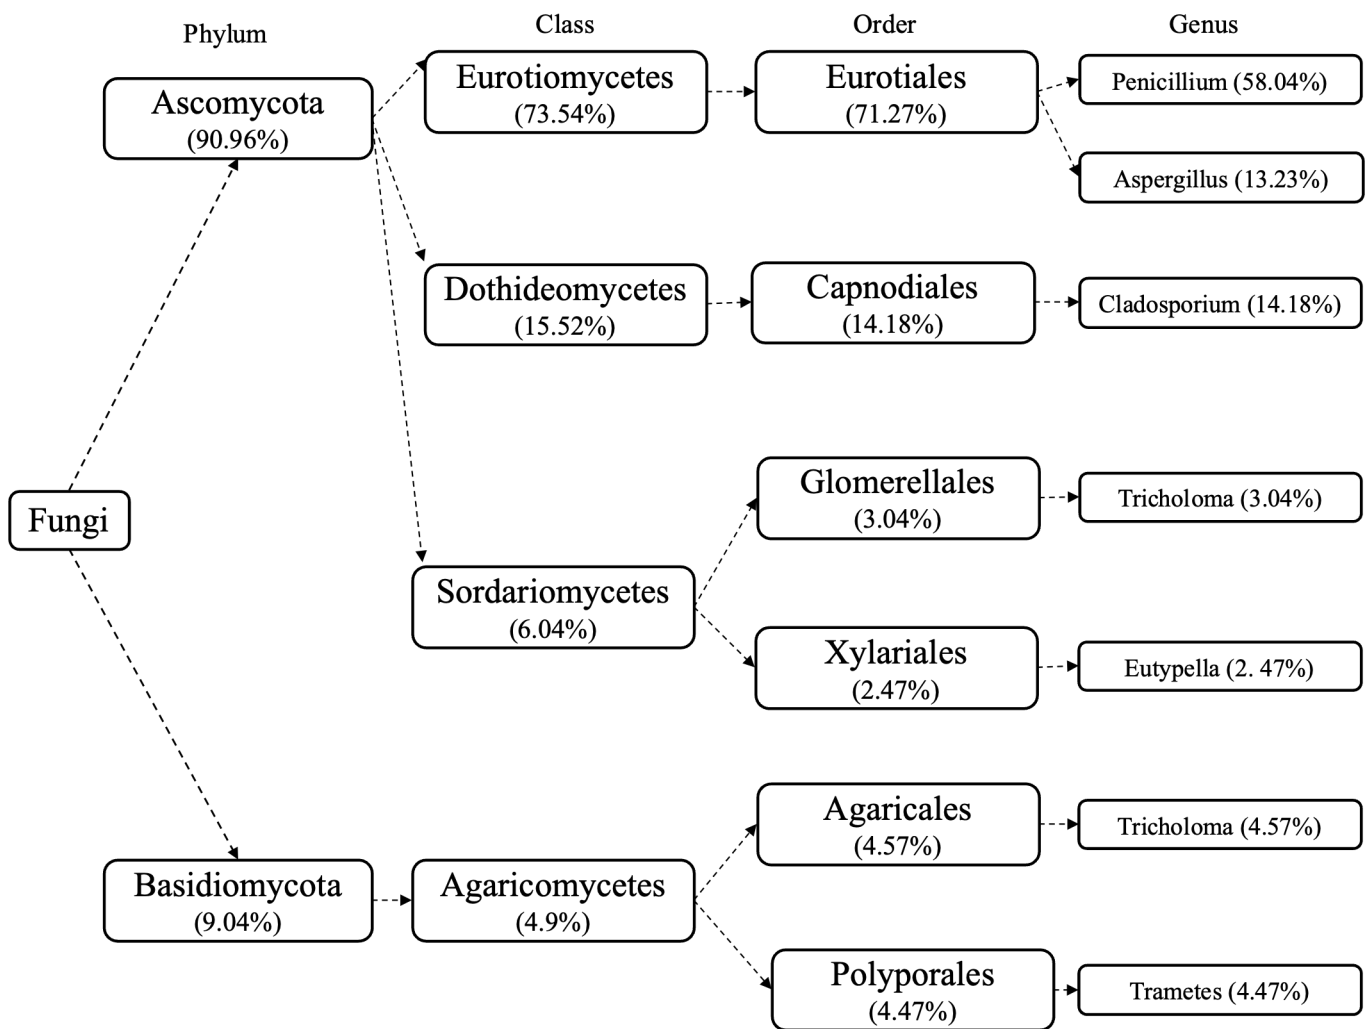 Phylum
Class
Order
Genus
Ascomycota
(90.96%)
Eurotiomycetes
(73.54%)
Eurotiales
(71.27%)
Penicillium (58.04%)
Aspergillus (13.23%)
Dothideomycetes
(15.52%)
Capnodiales
(14.18%)
Cladosporium (14.18%)
Fungi
Glomerellales
(3.04%)
Tricholoma (3.04%)
Sordariomycetes
(6.04%)
Xylariales
(2.47%)
Eutypella (2. 47%)
Agaricales
(4.57%)
Tricholoma (4.57%)
Basidiomycota
(9.04%)
Agaricomycetes
(4.9%)
Polyporales
(4.47%)
Trametes (4.47%)